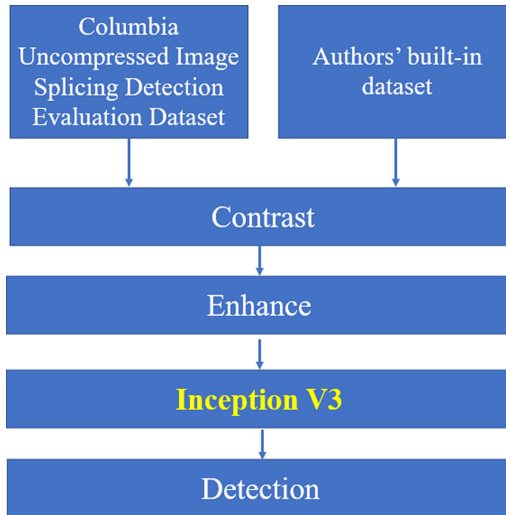 Columbia
Uncompressed Image
Splicing Detection
Evaluation Dataset
Authors’ built-in
dataset
Contrast
Enhance
Inception V3
Detection